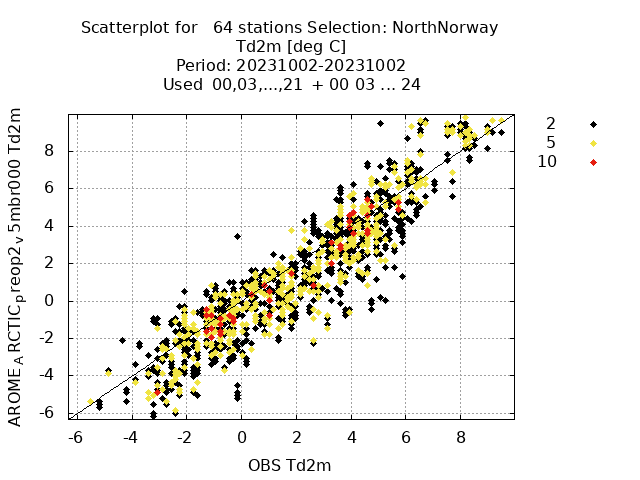 Scatterplot for   64 stations Selection: NorthNorway
Td2m [deg C]
Period: 20231002-20231002
Used  00,03,...,21  + 00 03 ... 24
AROME_ARCTIC_preop2_v5mbr000 Td2m
8
6
4
2
0
-2
-4
-6
-6 -4 -2 0 2 4 6 8
OBS Td2m
2
5
10